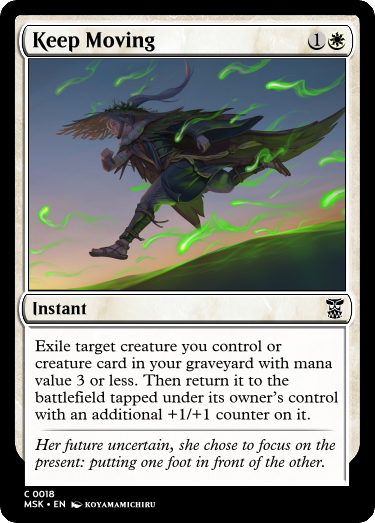 Keep Moving
1
Instant
Exile target creature you control or
creature card in your graveyard with mana
value 3 or less. Then return it to the
battlefield tapped under its owner's control
with an additional +1/+1 counter on it.
Her future uncertain, she chose to focus on the
present: putting one foot in front of the other.
C 0018
MSK • EN KOYAMAMICHIRU